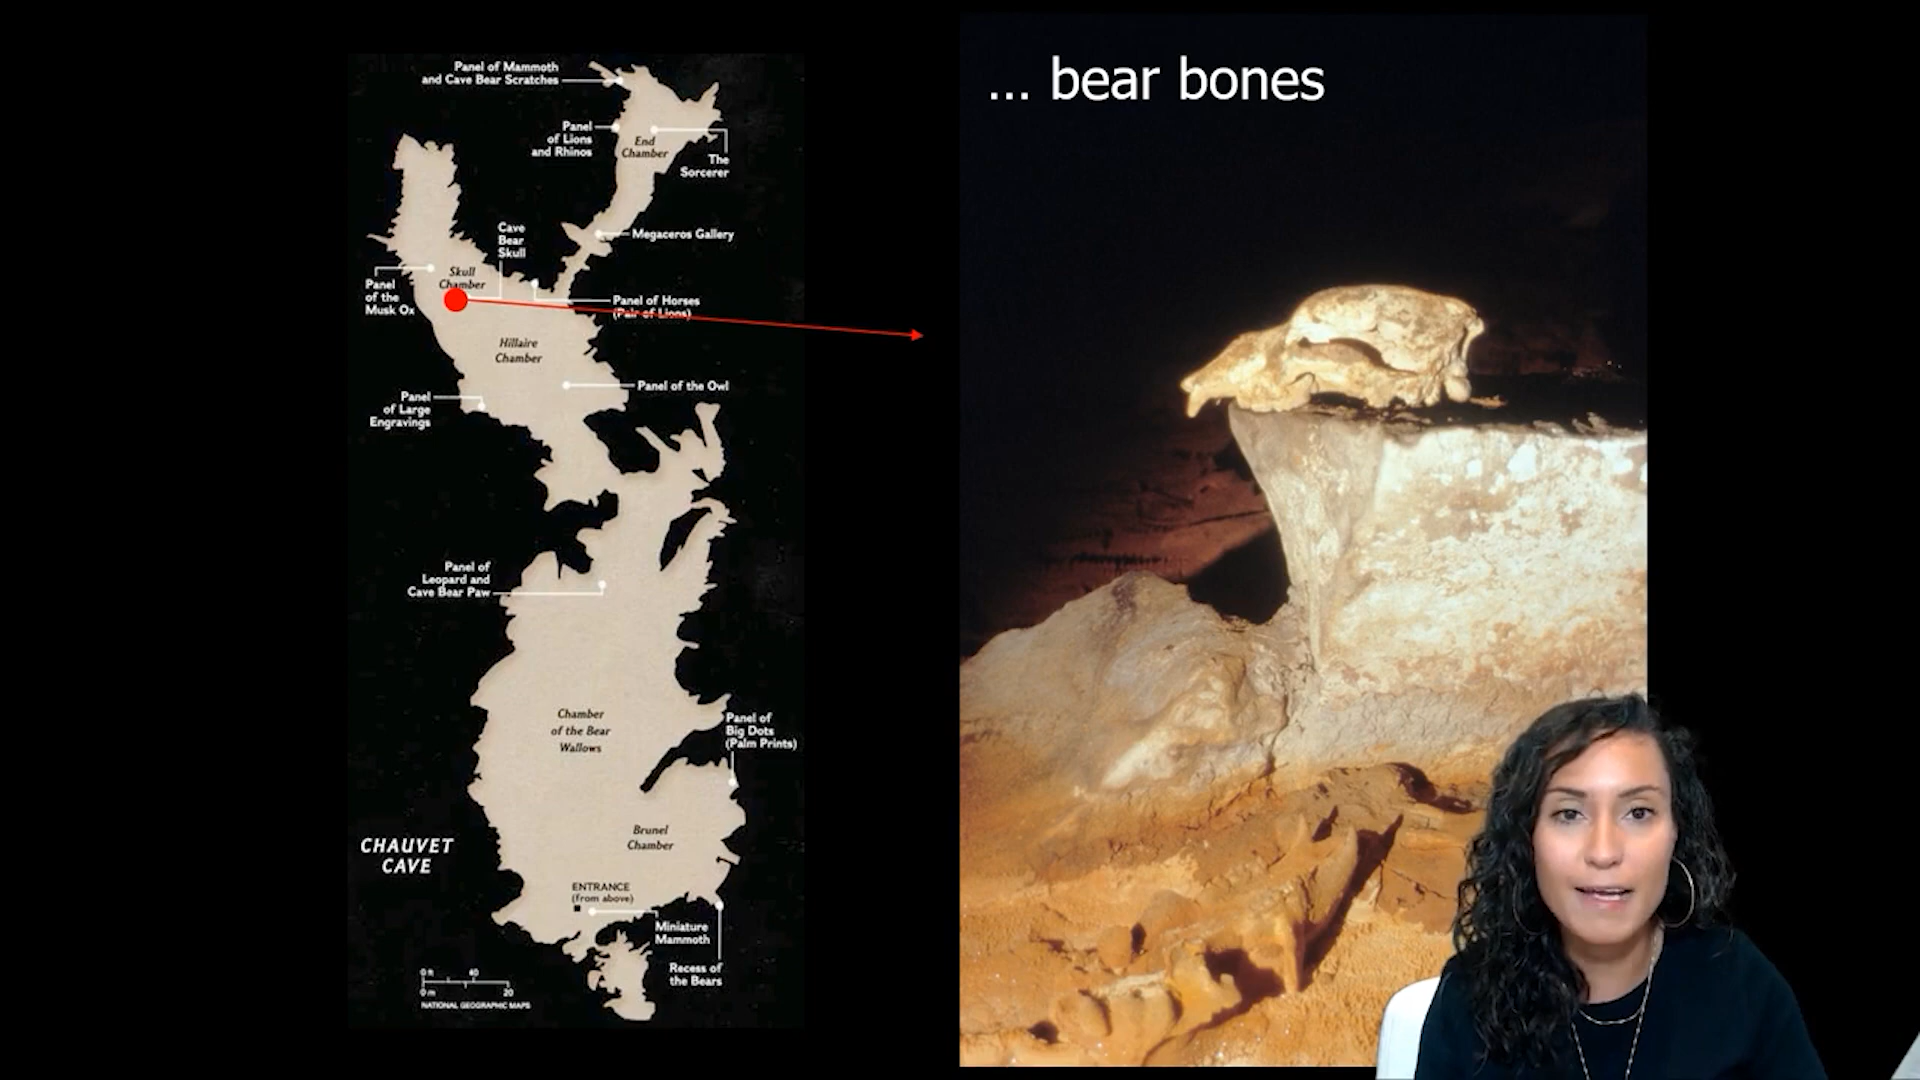 Panel of Mammoth
and Cave Bear Scratches
Panel
of Lions
and Rhinos
End
Chamber
The
Sorcerer
Cave
Bear
Skull
Megaceros Gallery
Skull
Chamber
Panel
of the
Musk Ox
Panel of Horses
(Pair of Lions)
Hillaire
Chamber
Panel of the Owl
Panel
of Large
Engravings
Panel of
Leopard and
Cave Bear Paw
Chamber
of the Bear
Wallows
Panel of
Big Dots
(Palm Prints)
Brunel
Chamber
CHAUVET
CAVE
ENTRANCE
(from above)
Miniature
Mammoth
Recess of
the Bears
0 ft 40
0 m 20
NATIONAL GEOGRAPHIC MAPS
... bear bones